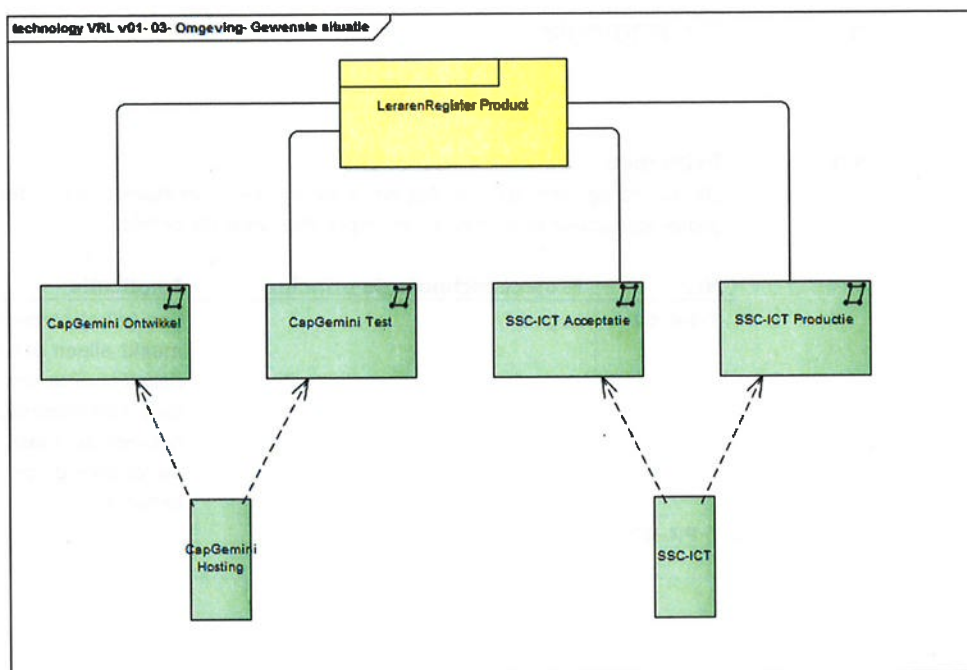 technology VRL v01- 03- Omgeving- Gewenste situatie
LerarenRegister Product
CapGemini Ontwikkel
CapGemini Test
SSC-ICT Acceptatie
SSC-ICT Productie
CapGemini
Hosting
SSC-ICT